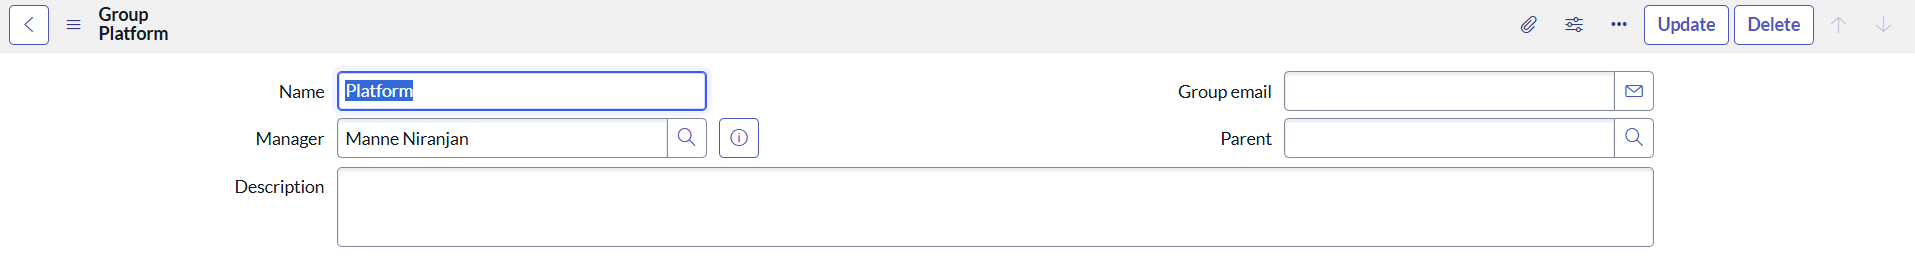 Group
Platform
Update
Delete
Name
Platform
Group email
Manager
Manne Niranjan
Parent
Description